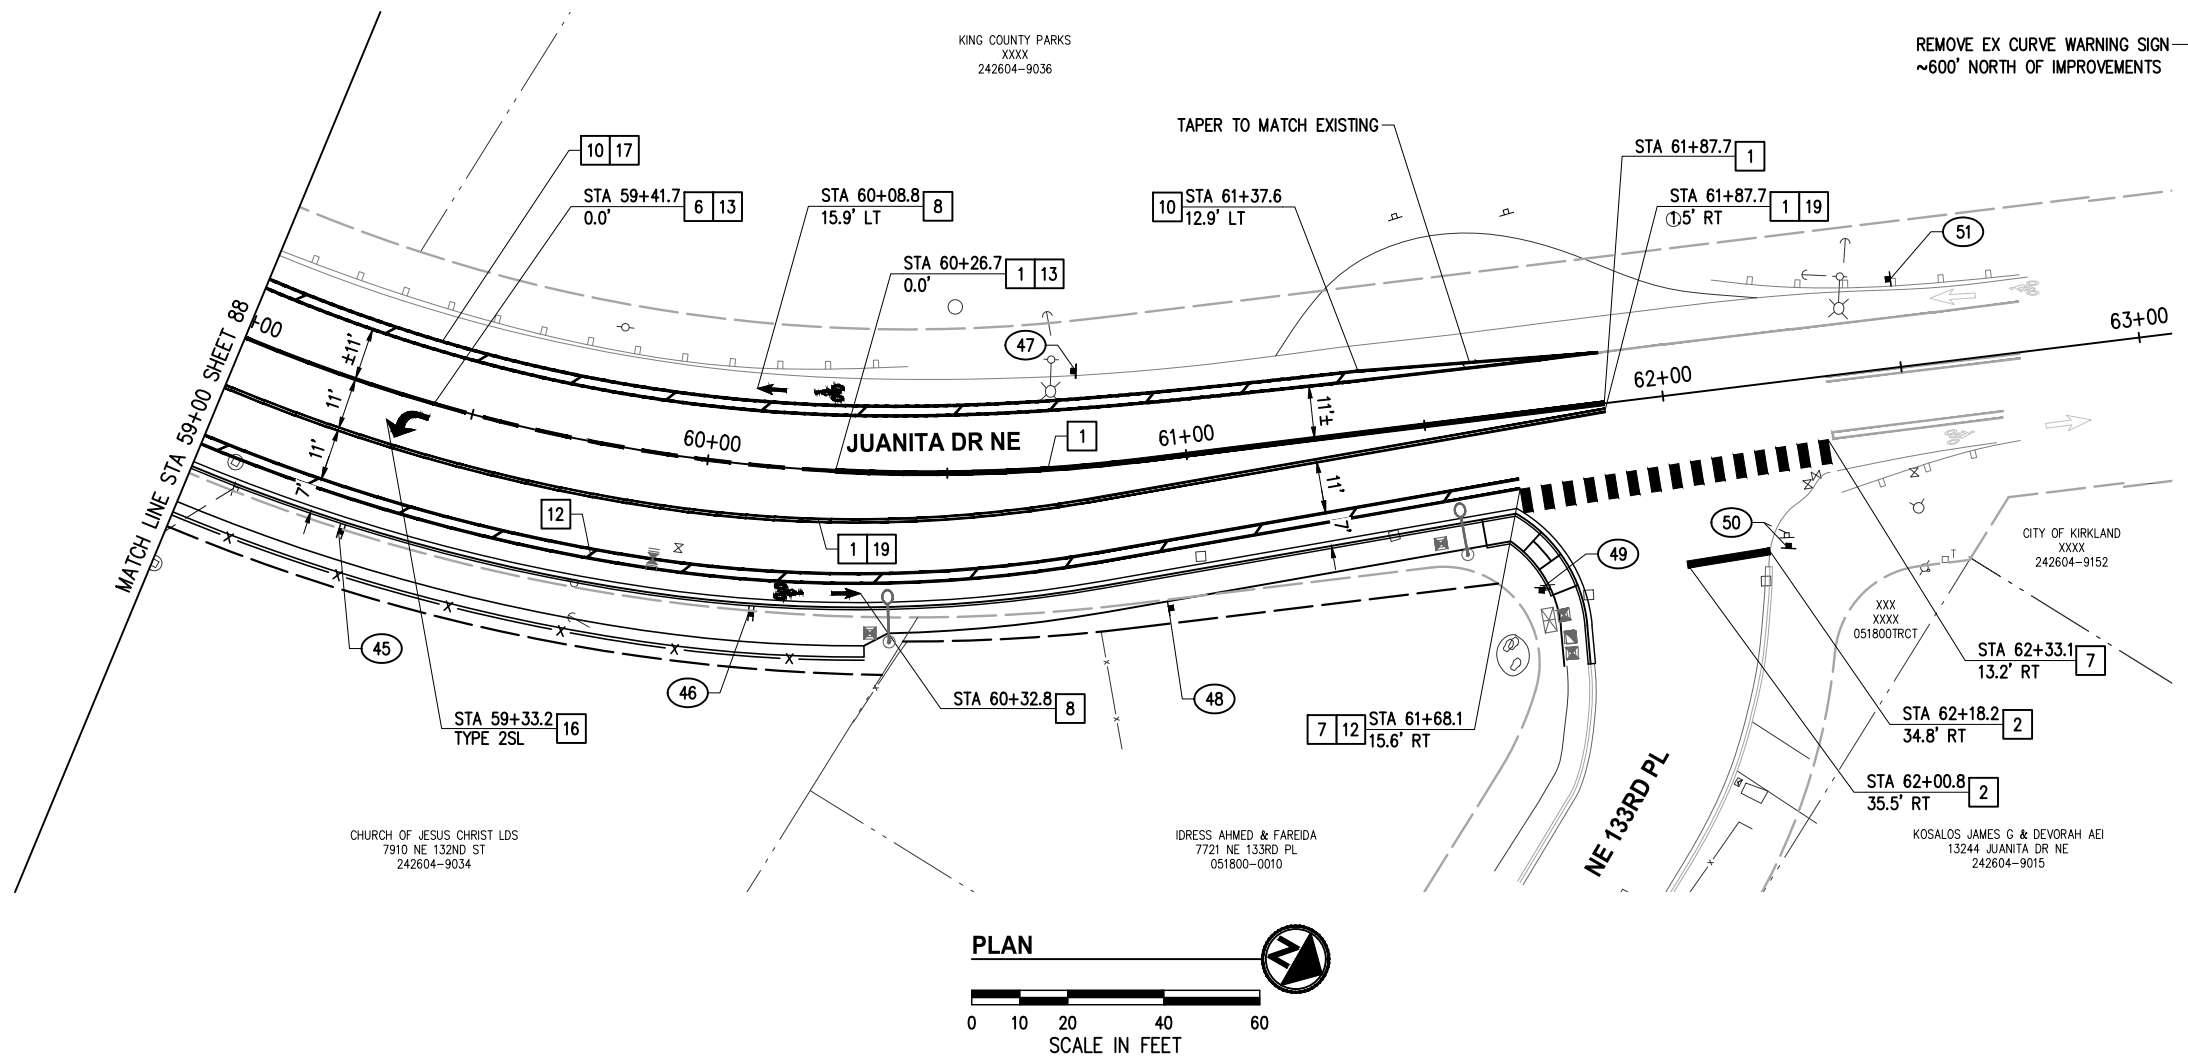 KING COUNTY PARKS
XXXX
242604-9036
REMOVE EX CURVE WARNING SIGN
~600' NORTH OF IMPROVEMENTS
TAPER TO MATCH EXISTING
10 17
STA 59+41.7 6 13
0.0'
STA 60+08.8 8
15.9' LT
STA 60+26.7 1 13
0.0'
10 STA 61+37.6
12.9' LT
STA 61+87.7 1
STA 61+87.7 1 19
1.5' RT
51
47
MATCH LINE STA 59+00 SHEET 88
+00
±11'
11'
11'
7'
60+00
JUANITA DR NE
1
61+00
11'±
62+00
63+00
11'
7'
12
1 19
50
49
45
46
48
CITY OF KIRKLAND
XXXX
242604-9152
XXX
XXXX
051800TRCT
STA 62+33.1 7
13.2' RT
STA 59+33.2 16
TYPE 2SL
STA 60+32.8 8
7 12 STA 61+68.1
15.6' RT
STA 62+18.2 2
34.8' RT
STA 62+00.8 2
35.5' RT
NE 133RD PL
CHURCH OF JESUS CHRIST LDS
7910 NE 132ND ST
242604-9034
IDRESS AHMED & FAREIDA
7721 NE 133RD PL
051800-0010
KOSALOS JAMES G & DEVORAH AEI
13244 JUANITA DR NE
242604-9015
PLAN
N
0 10 20 40 60
SCALE IN FEET